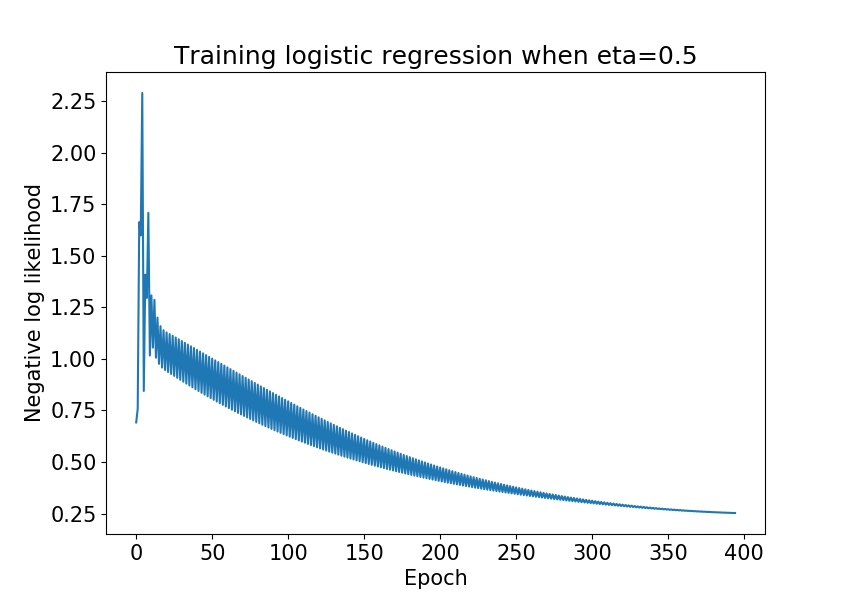 Training logistic regression when eta=0.5
Negative log likelihood
2.25
2.00
1.75
1.50
1.25
1.00
0.75
0.50
0.25
0 50 100 150 200 250 300 350 400
Epoch